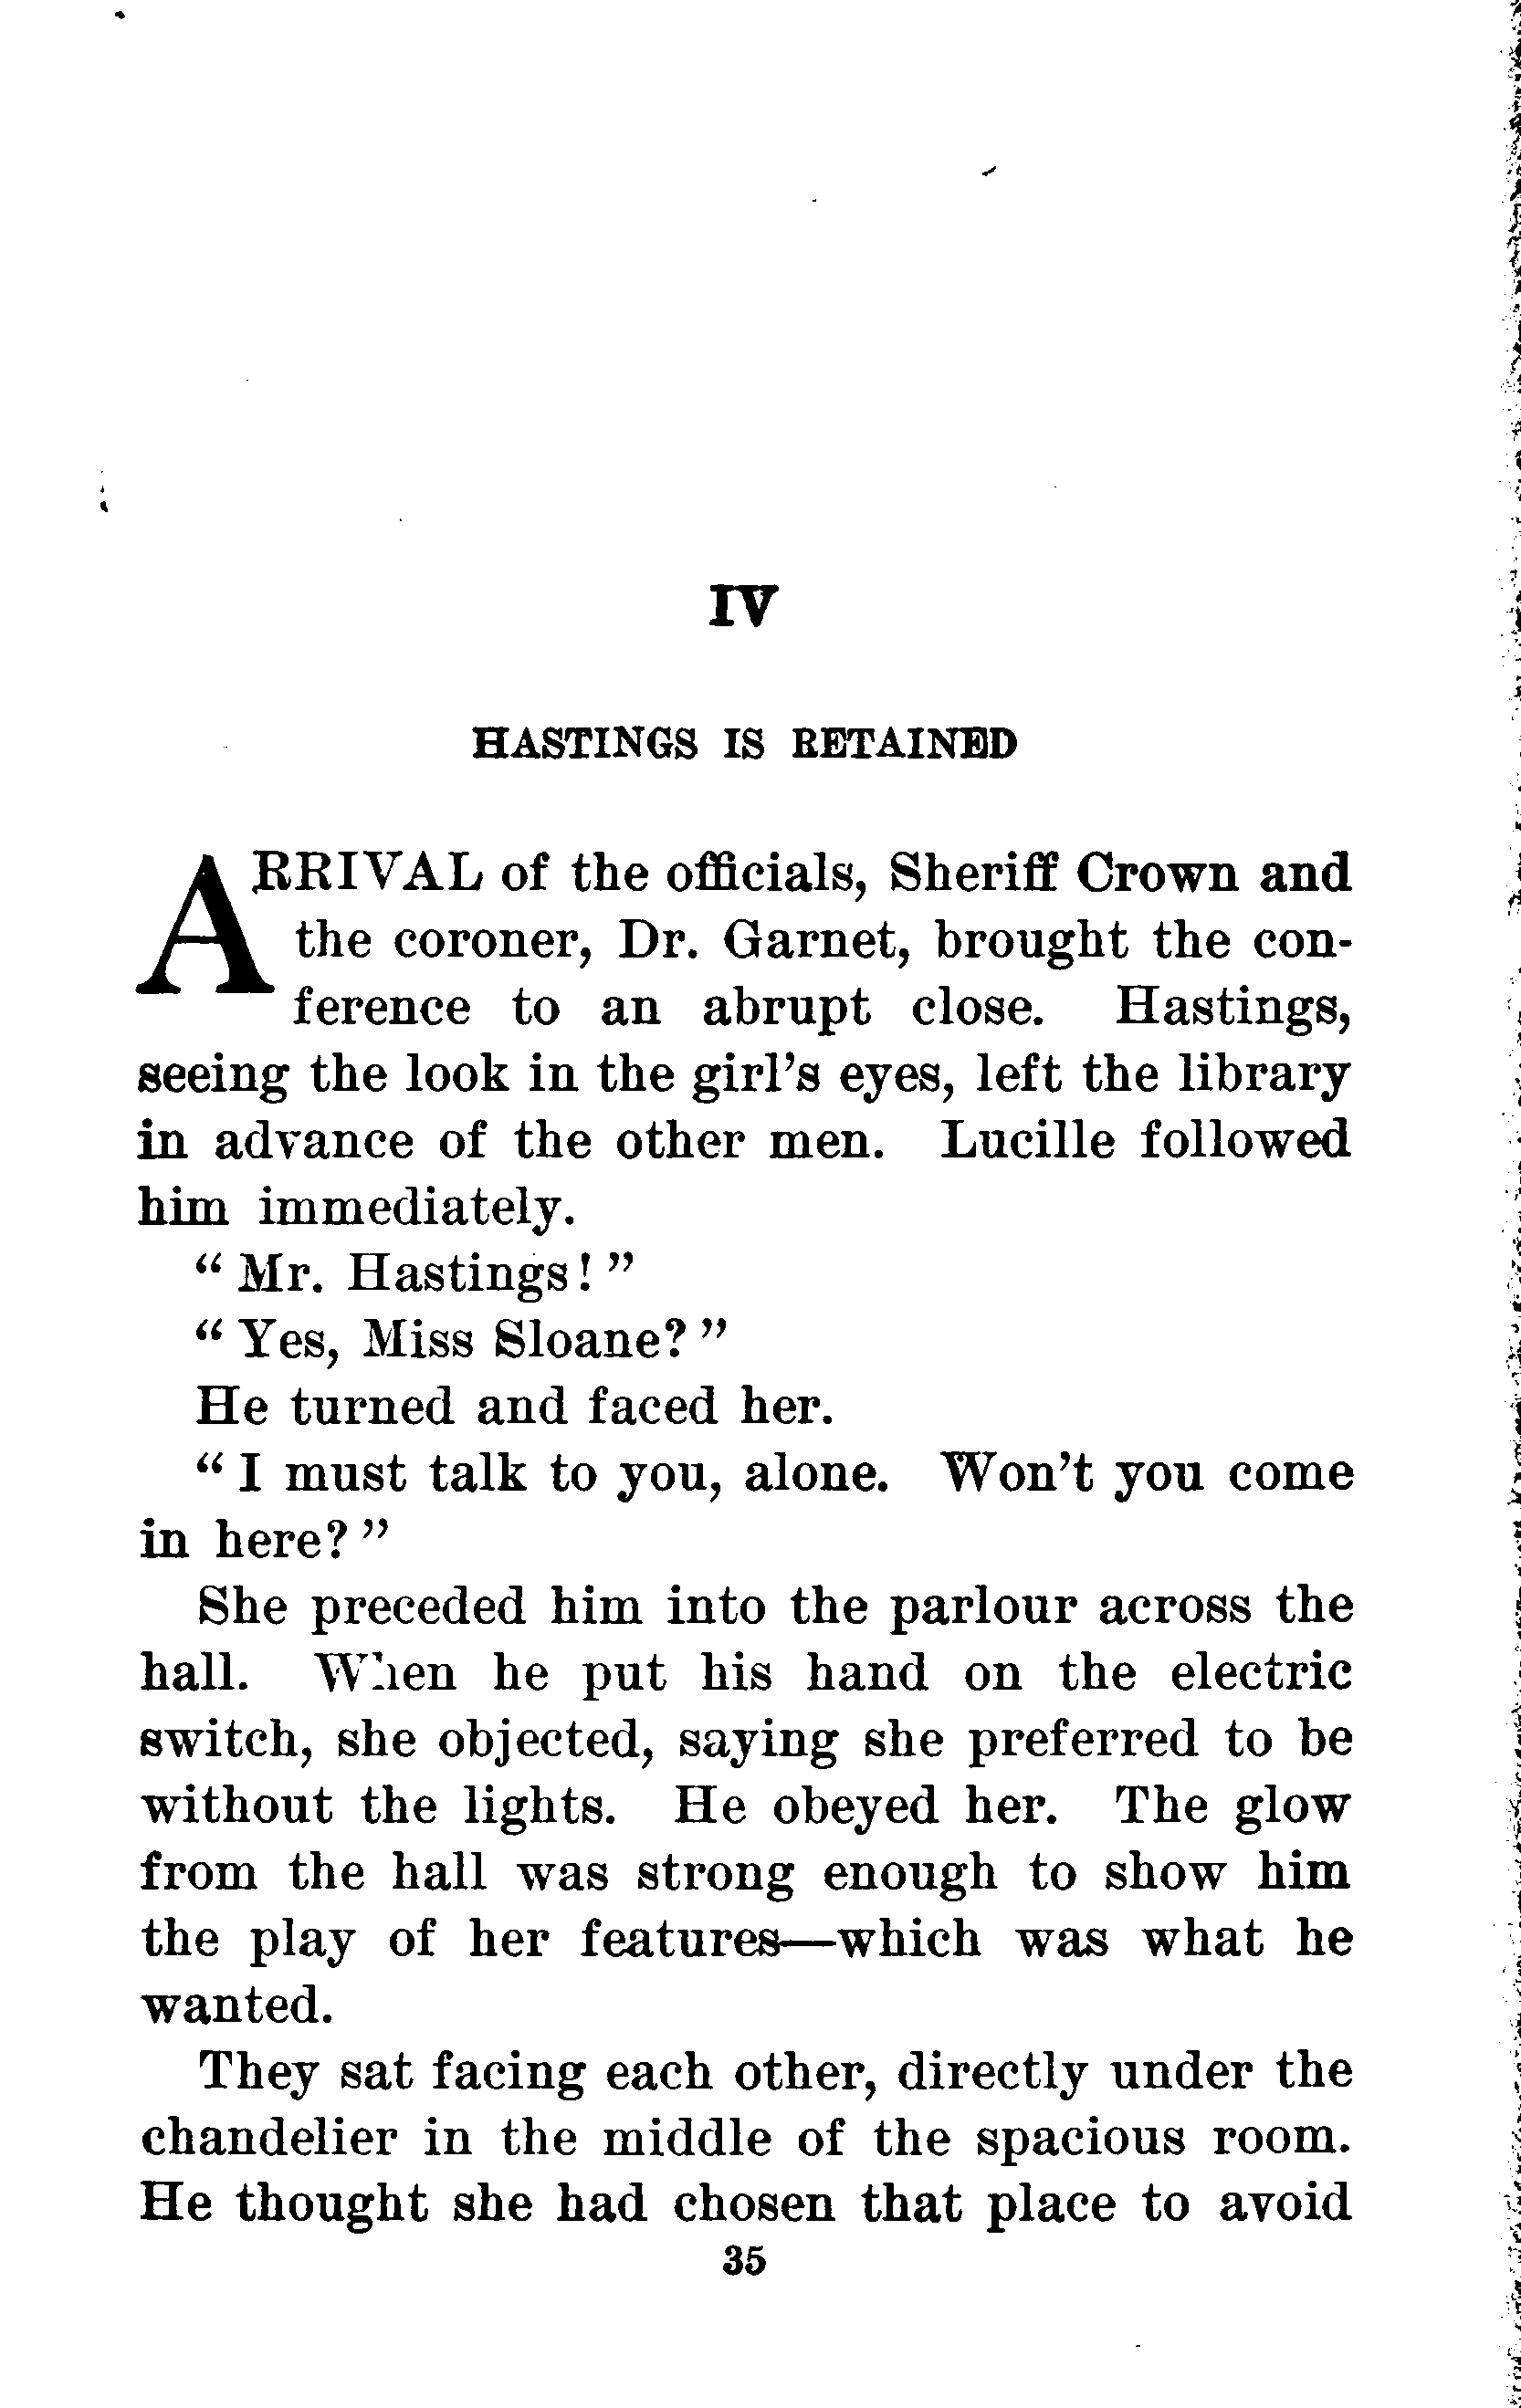 IV
HASTINGS IS RETAINED
ARRIVAL of the officials, Sheriff Crown and
the coroner, Dr. Garnet, brought the con-
ference to an abrupt close. Hastings,
seeing the look in the girl's eyes, left the library
in advance of the other men. Lucille followed
him immediately.
“ Mr. Hastings! ”
“ Yes, Miss Sloane? ”
He turned and faced her.
“ I must talk to you, alone. Won't you come
in here? ”
She preceded him into the parlour across the
hall. When he put his hand on the electric
switch, she objected, saying she preferred to be
without the lights. He obeyed her. The glow
from the hall was strong enough to show him
the play of her features—which was what he
wanted.
They sat facing each other, directly under the
chandelier in the middle of the spacious room.
He thought she had chosen that place to avoid
35